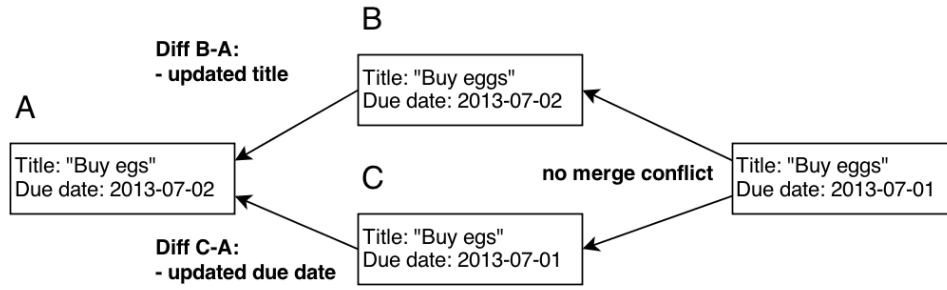 B
Diff B-A:
- updated title
Title: "Buy eggs"
Due date: 2013-07-02
A
Title: "Buy egs"
Due date: 2013-07-02
C
no merge conflict
Title: "Buy eggs"
Due date: 2013-07-01
Diff C-A:
- updated due date
Title: "Buy egs"
Due date: 2013-07-01